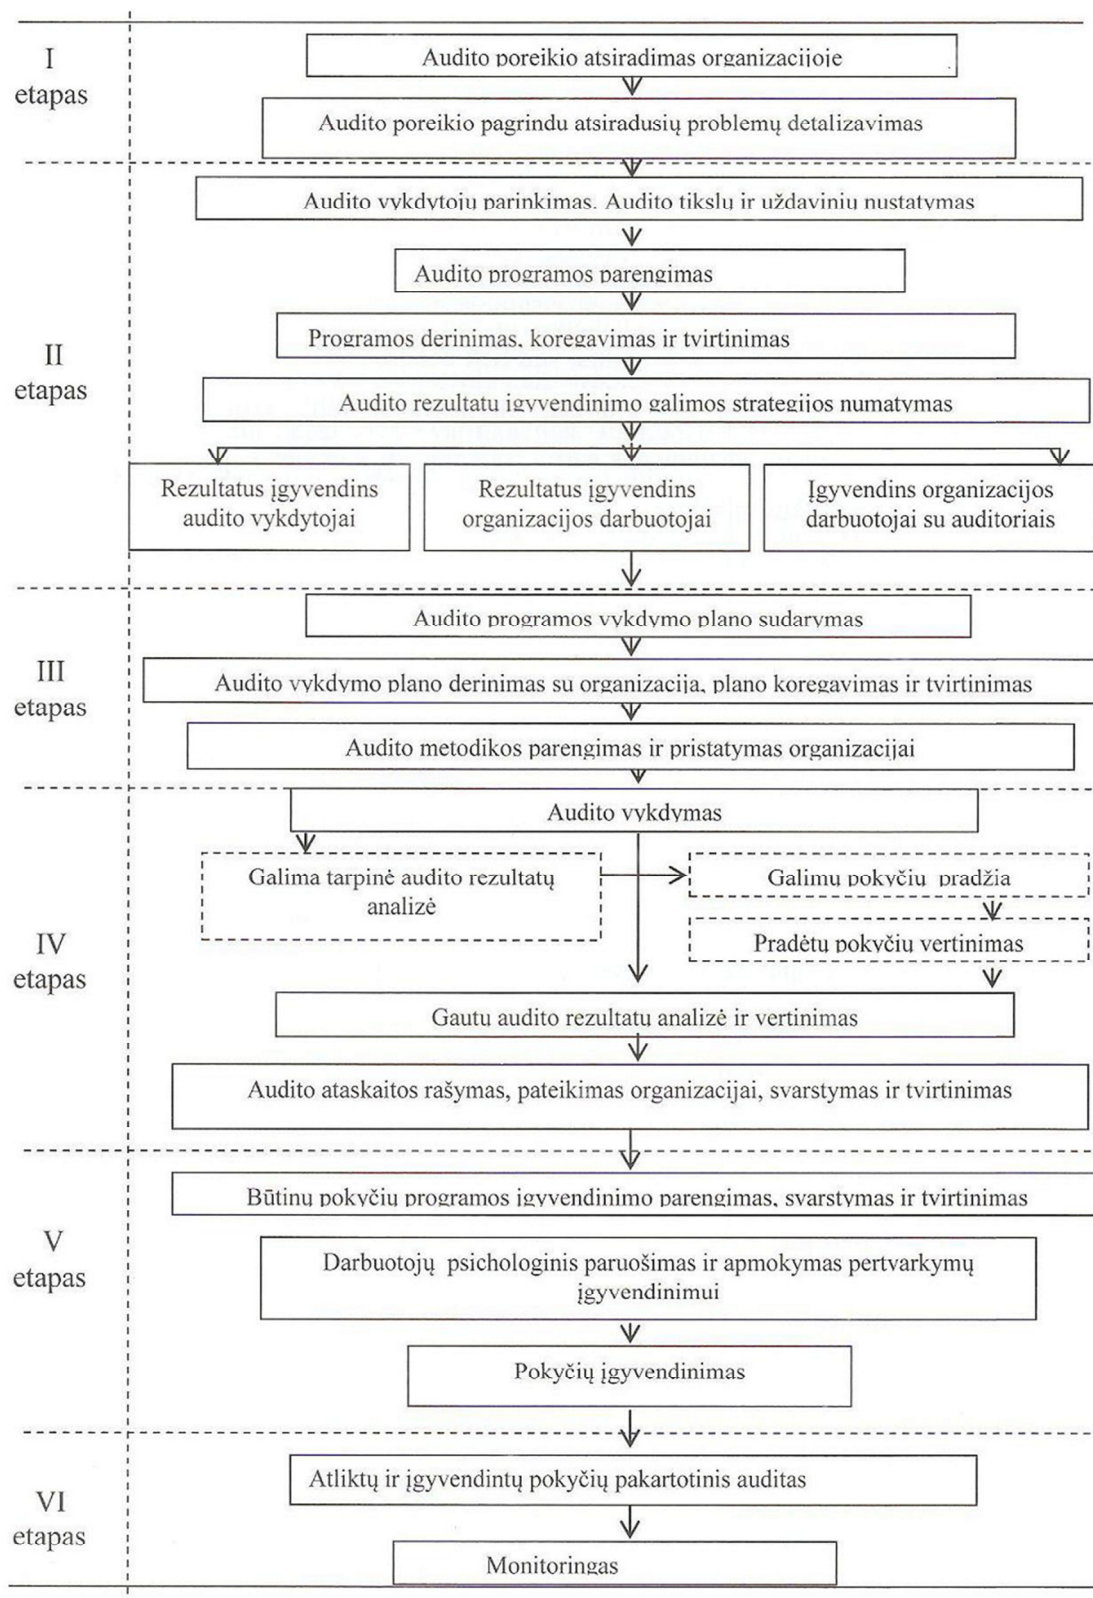 I
etapas
Audito poreikio atsiradimas organizacijoje
Audito poreikio pagrindu atsiradusių problemų detalizavimas
II
etapas
Audito vykdytojų parinkimas. Audito tikslų ir uždavinių nustatymas
Audito programos parengimas
Programos derinimas, koregavimas ir tvirtinimas
Audito rezultatų įgyvendinimo galimos strategijos numatymas
Rezultatus įgyvendins
audito vykdytojai
Rezultatus įgyvendins
organizacijos darbuotojai
Įgyvendins organizacijos
darbuotojai su auditoriais
III
etapas
Audito programos vykdymo plano sudarymas
Audito vykdymo plano derinimas su organizacija, plano koregavimas ir tvirtinimas
Audito metodikos parengimas ir pristatymas organizacijai
IV
etapas
Audito vykdymas
Galima tarpinė audito rezultatų
analizė
Galimų pokyčių pradžia
Pradėtų pokyčių vertinimas
Gautų audito rezultatų analizė ir vertinimas
Audito ataskaitos rašymas, pateikimas organizacijai, svarstymas ir tvirtinimas
V
etapas
Būtinų pokyčių programos įgyvendinimo parengimas, svarstymas ir tvirtinimas
Darbuotojų psichologinis paruošimas ir apmokymas pertvarkymų
įgyvendinimui
Pokyčių įgyvendinimas
VI
etapas
Atliktų ir įgyvendintų pokyčių pakartotinis auditas
Monitoringas